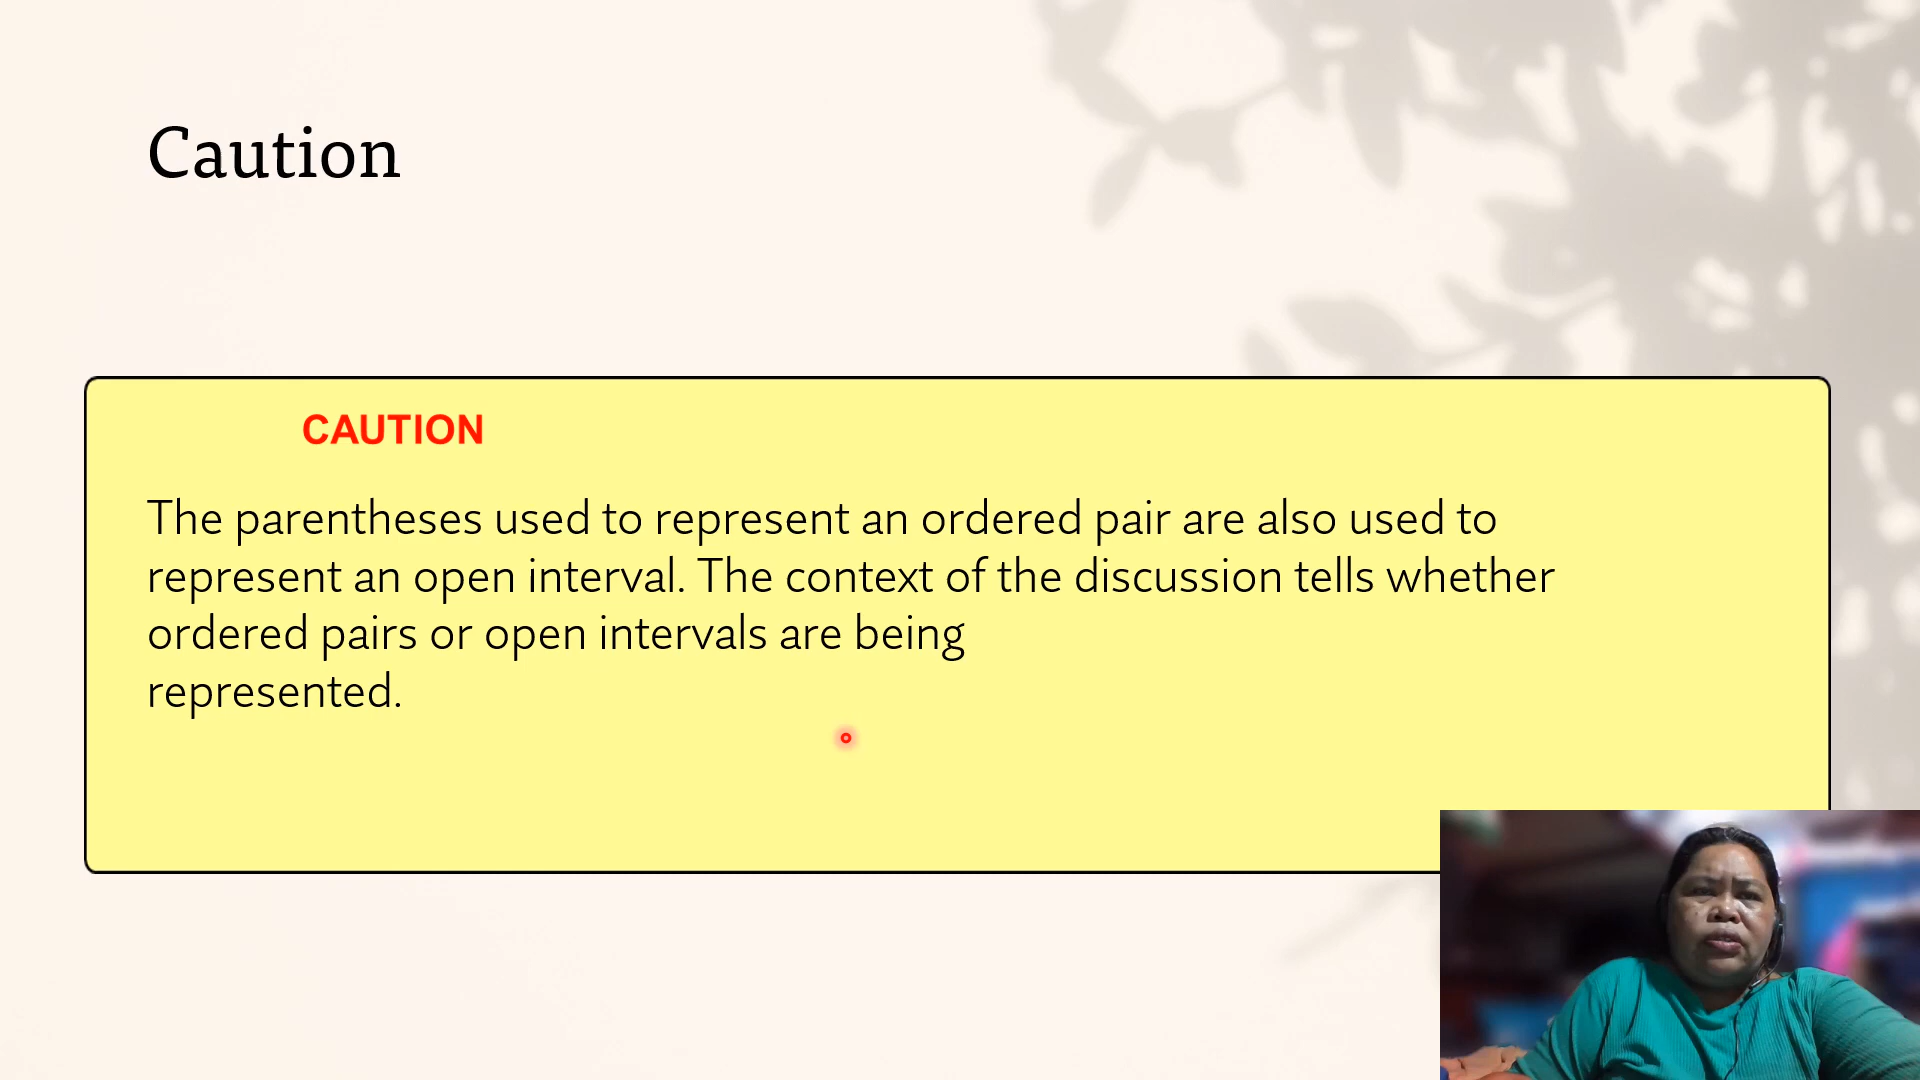 Caution
CAUTION
The parentheses used to represent an ordered pair are also used to
represent an open interval. The context of the discussion tells whether
ordered pairs or open intervals are being
represented.